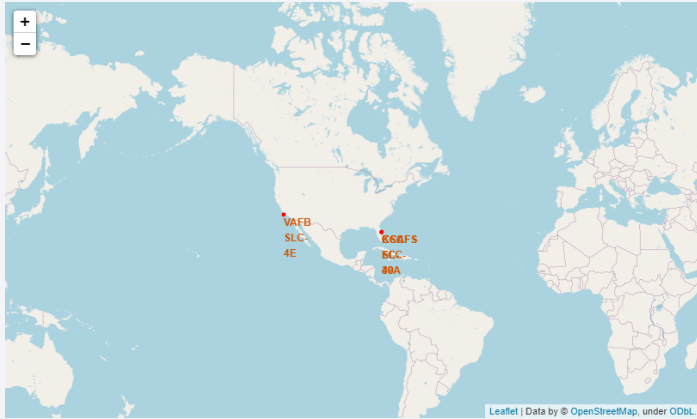 +
−
VAFB
SLC-
4E
Leaflet | Data by © OpenStreetMap, under ODbL.